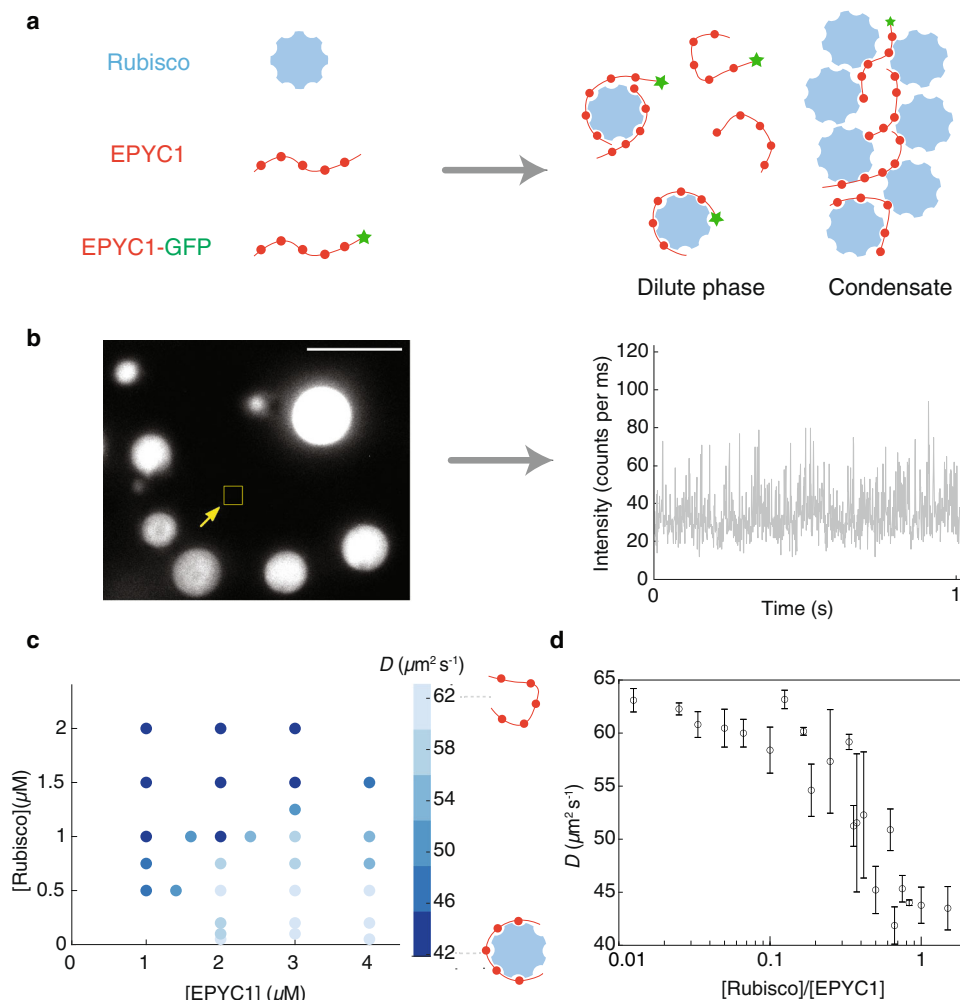 a
Rubisco
EPYC1
EPYC1-GFP
Dilute phase
Condensate
b
Intensity (counts per ms)
120
100
80
60
40
20
0
0
1
Time (s)
c
D (μm² s⁻¹)
62
58
54
50
46
42
[Rubisco](μM)
2
1.5
1
0.5
0
0
1
2
3
4
[EPYC1] (μM)
d
D (μm² s⁻¹)
65
60
55
50
45
40
0.01
0.1
1
[Rubisco]/[EPYC1]